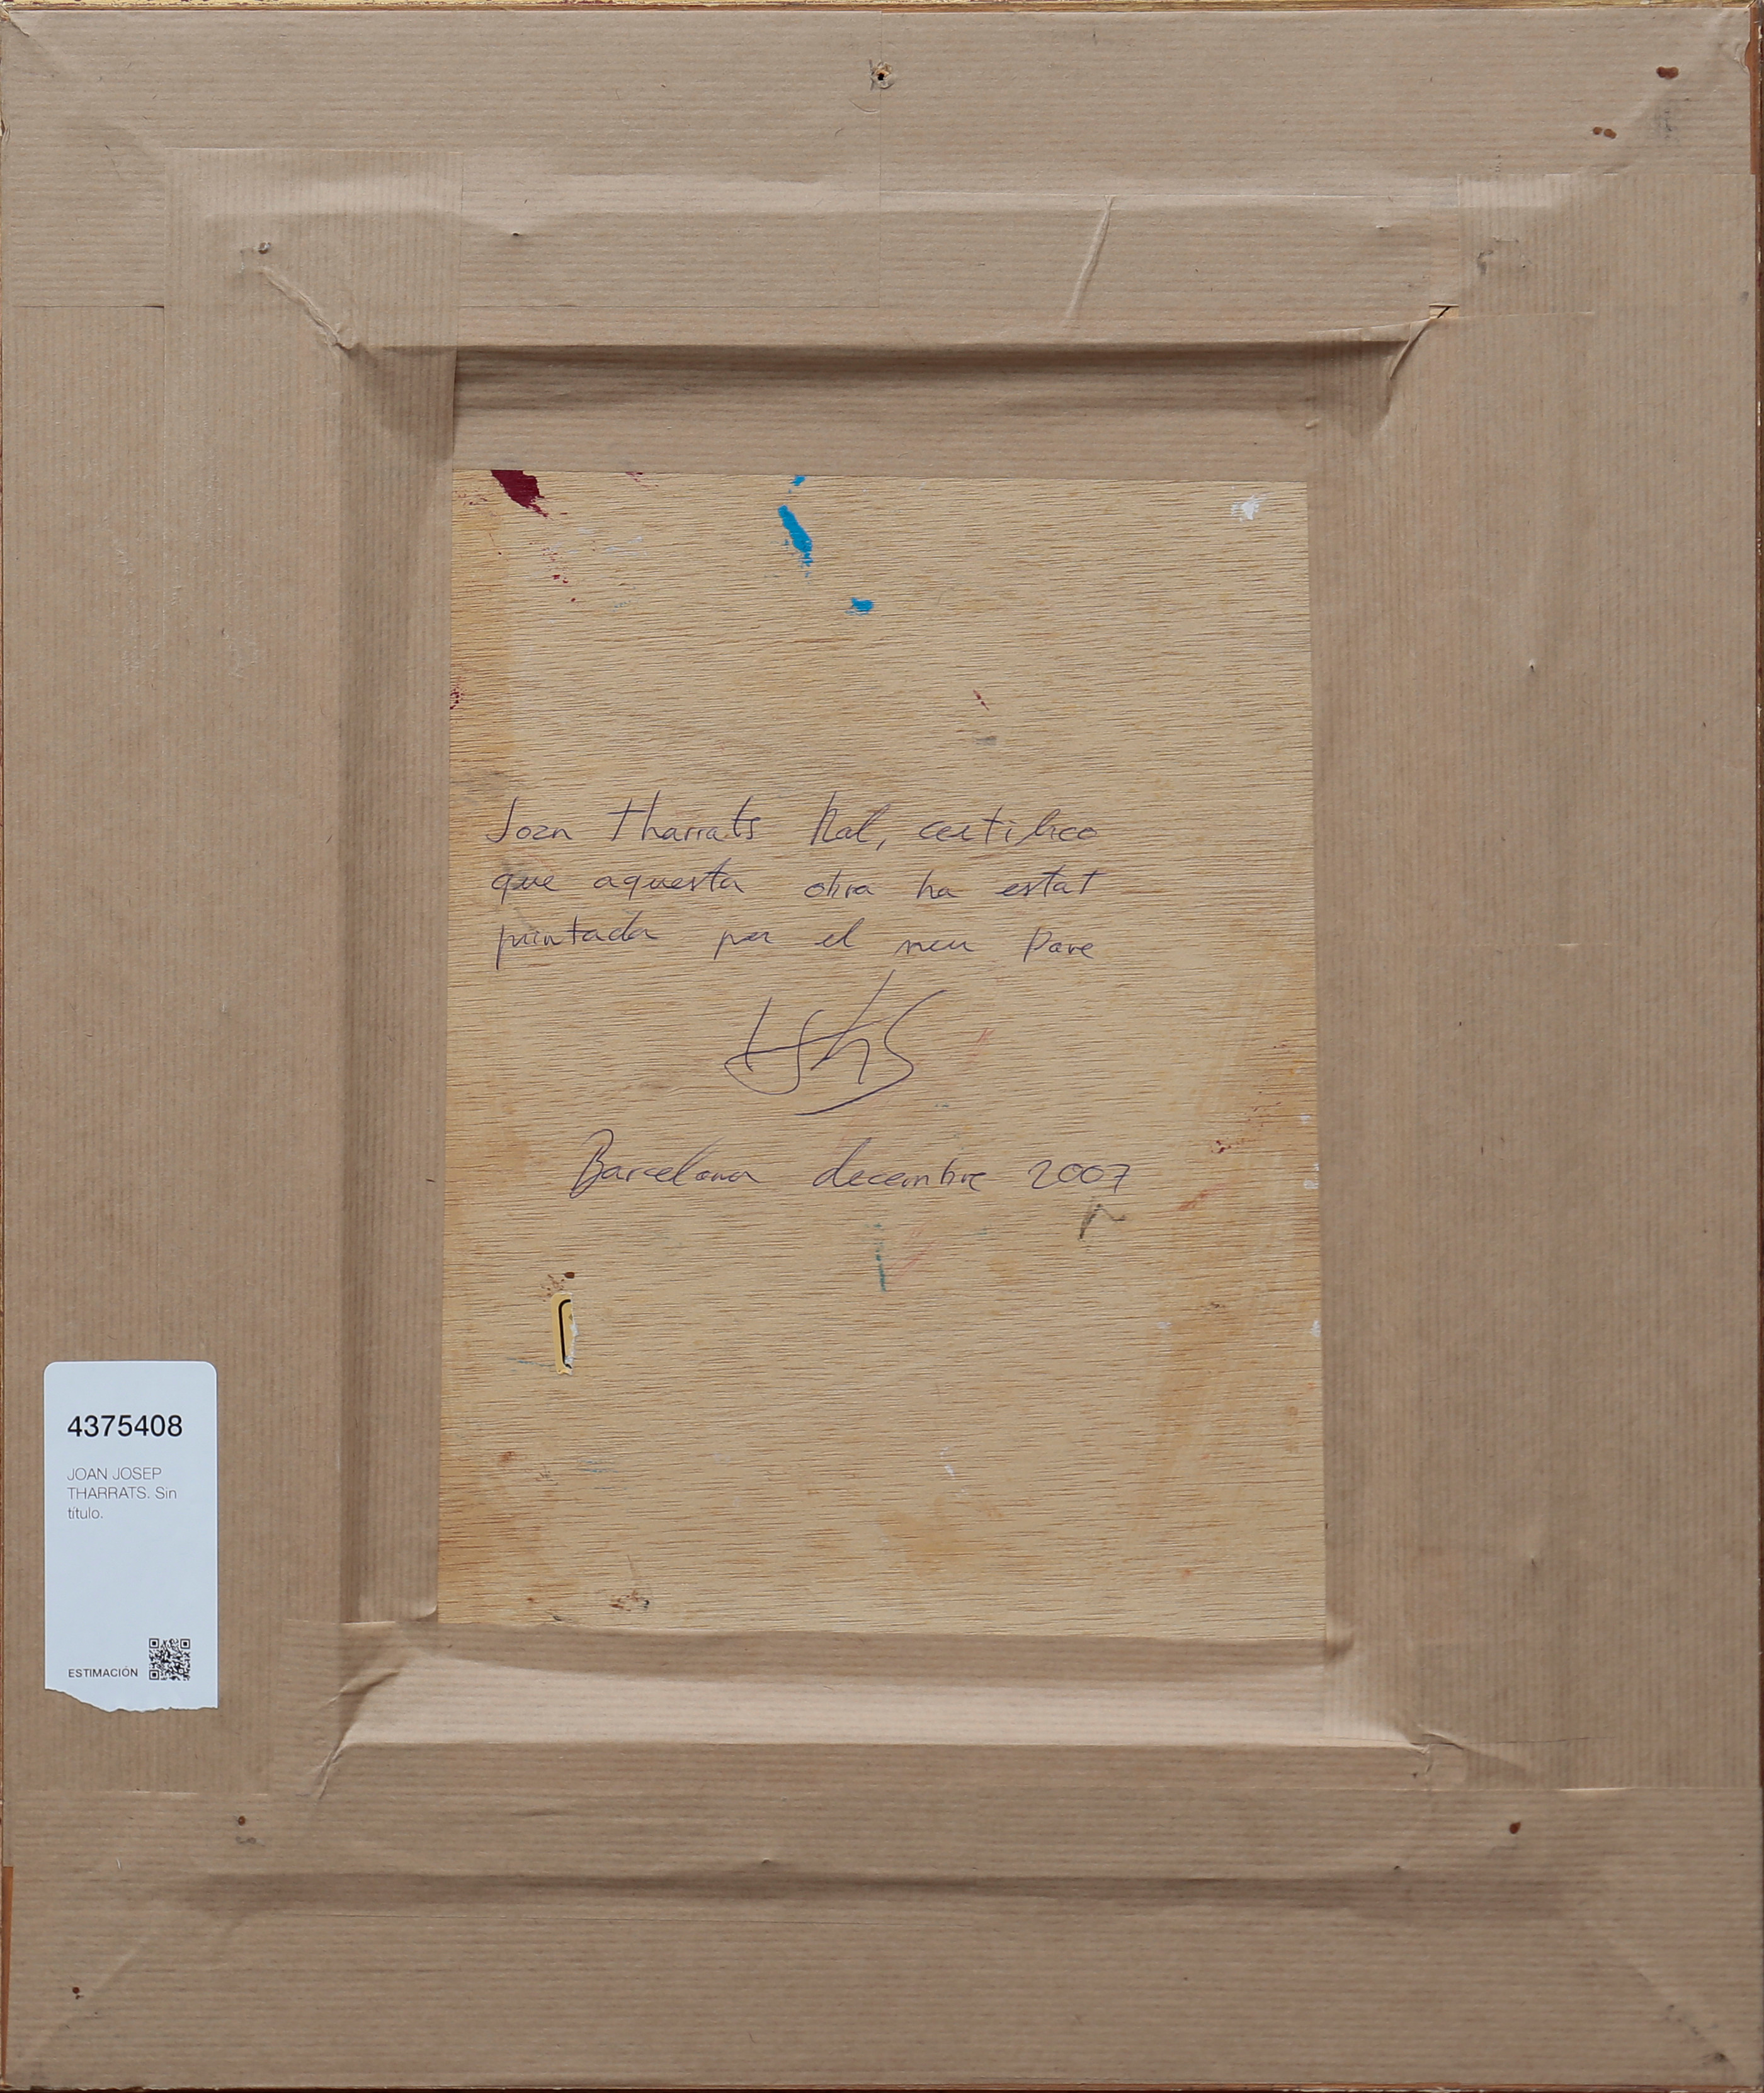 Joan Tharrats Ral, certifico
que aquesta obra ha estat
pintada per el meu Pare
Barcelona decembre 2007
4375408
JOAN JOSEP
THARRATS. Sin
título.
ESTIMACIÓN